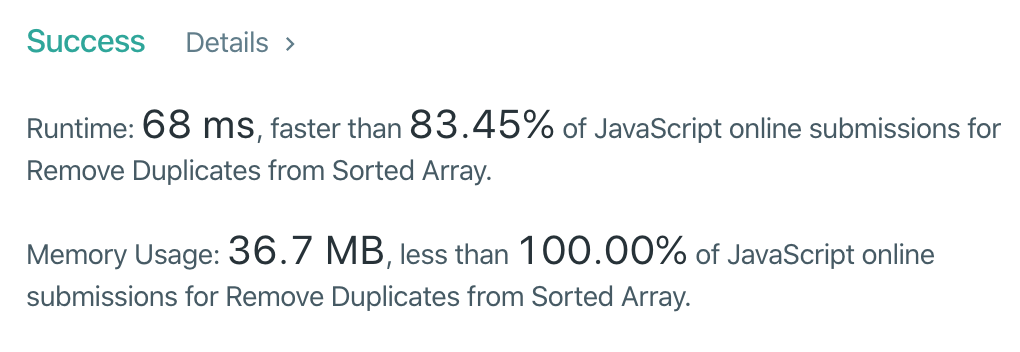 Success Details >
Runtime: 68 ms, faster than 83.45% of JavaScript online submissions for
Remove Duplicates from Sorted Array.
Memory Usage: 36.7 MB, less than 100.00% of JavaScript online
submissions for Remove Duplicates from Sorted Array.